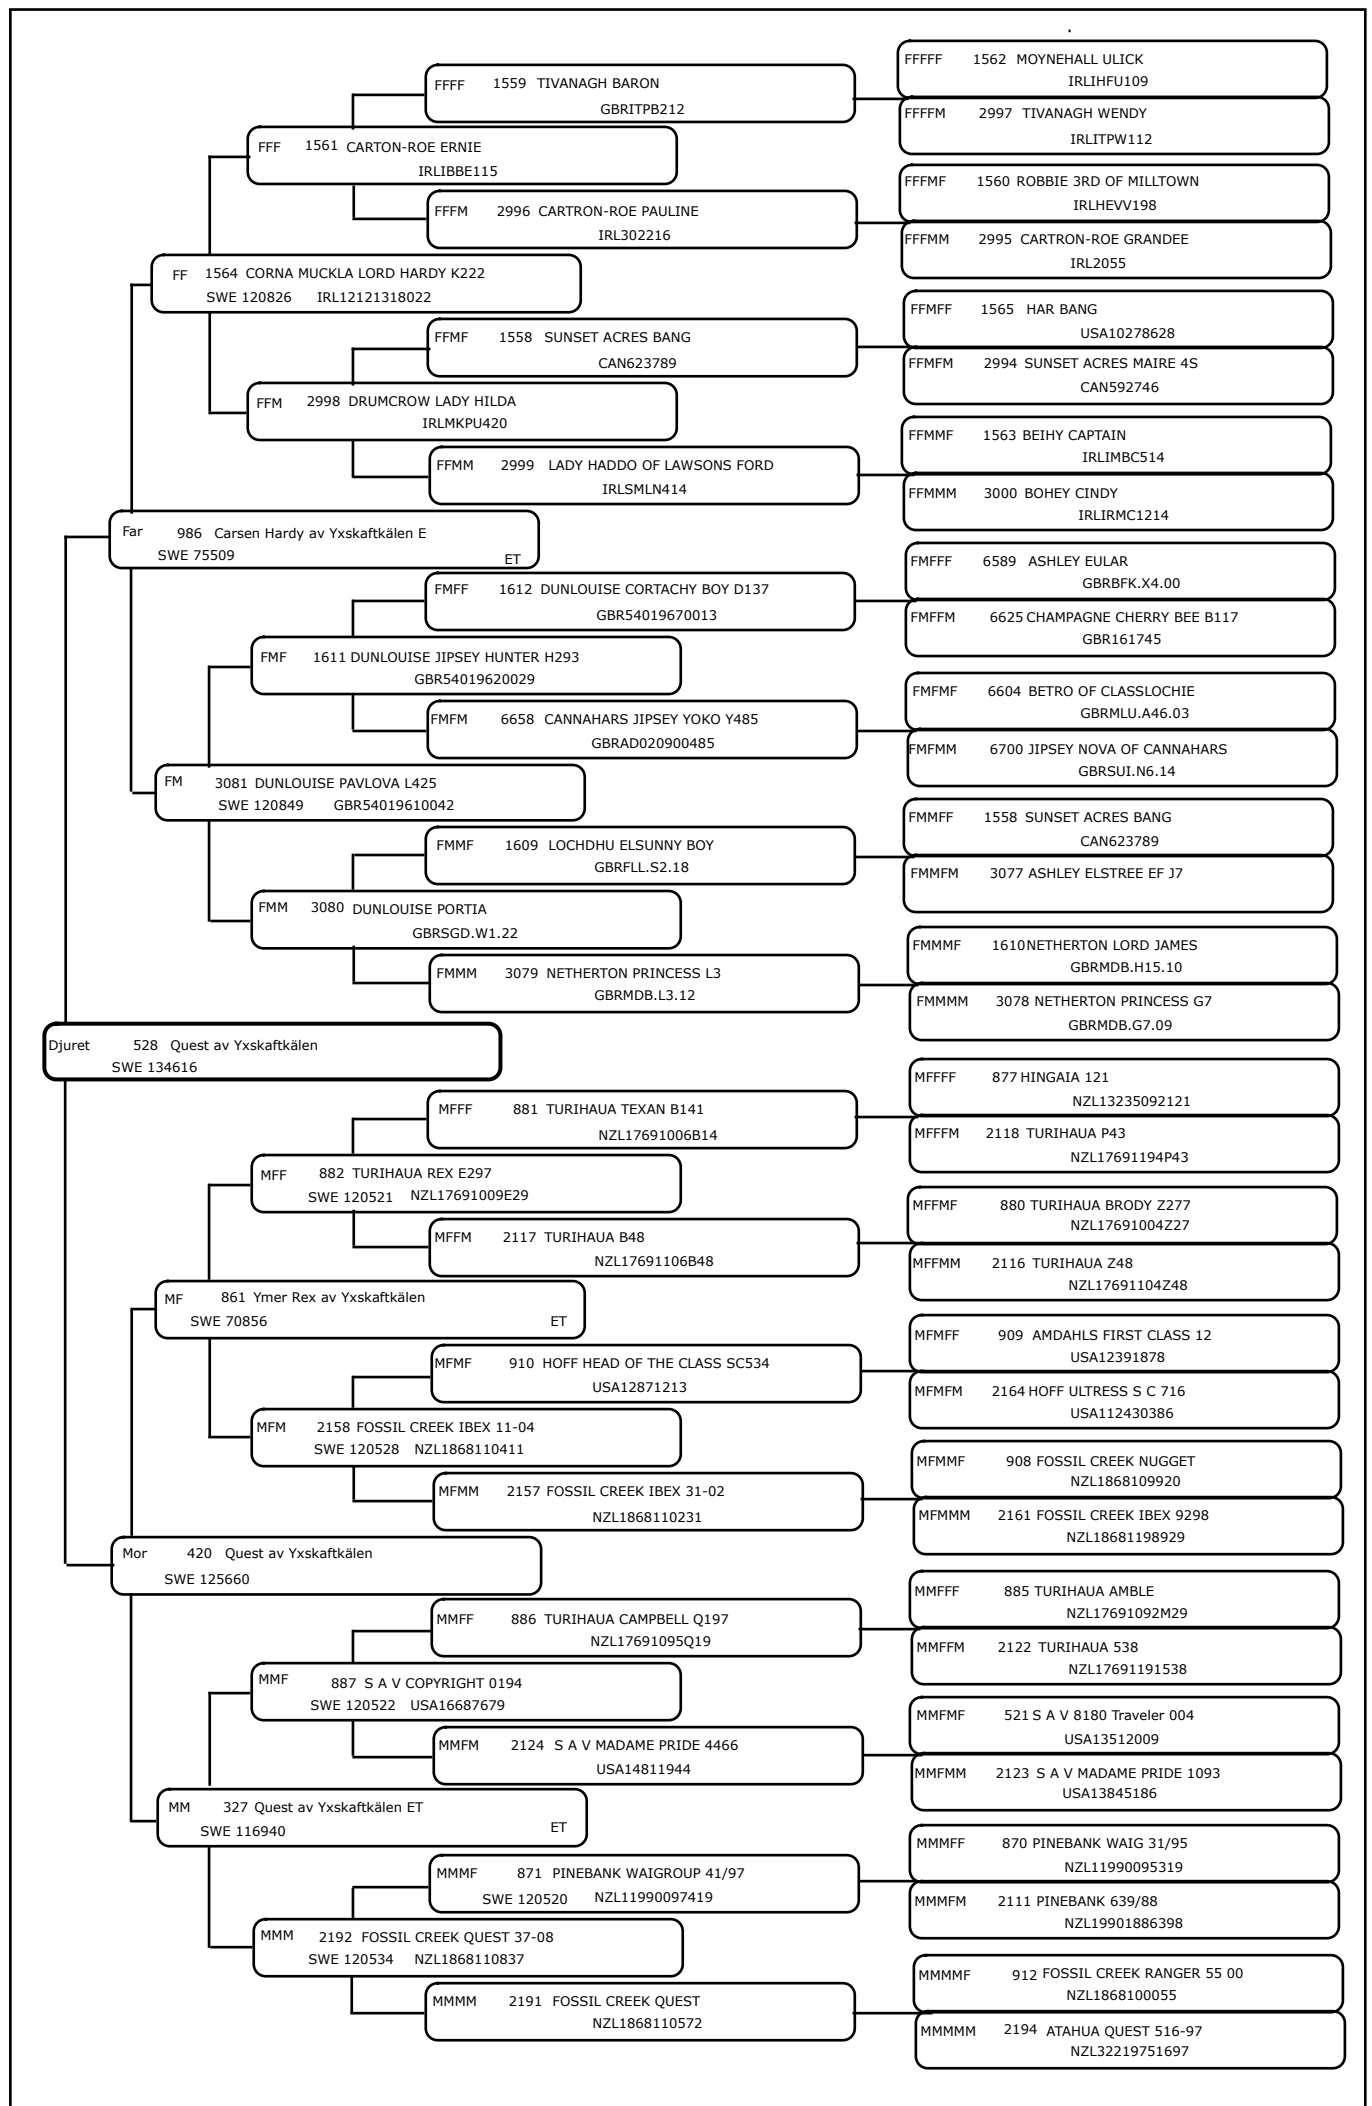 FFFFF 1562 MOYNEHALL ULICK
IRLIHFU109
FFFF 1559 TIVANAGH BARON
GBRITPB212
FFFFM 2997 TIVANAGH WENDY
IRLITPW112
FFF 1561 CARTON-ROE ERNIE
IRLIBBE115
FFFMF 1560 ROBBIE 3RD OF MILLTOWN
IRLHEVV198
FFFM 2996 CARTRON-ROE PAULINE
IRL302216
FFFMM 2995 CARTRON-ROE GRANDEE
IRL2055
FF 1564 CORNA MUCKLA LORD HARDY K222
SWE 120826 IRL12121318022
FFMFF 1565 HAR BANG
USA10278628
FFMF 1558 SUNSET ACRES BANG
CAN623789
FFMFM 2994 SUNSET ACRES MAIRE 4S
CAN592746
FFM 2998 DRUMCROW LADY HILDA
IRLMKPU420
FFMMF 1563 BEIHY CAPTAIN
IRLIMBC514
FFMM 2999 LADY HADDO OF LAWSONS FORD
IRLSMLN414
FFMMM 3000 BOHEY CINDY
IRLIRMC1214
Far 986 Carsen Hardy av Yxskaftkälen E
SWE 75509 ET
FMFFF 6589 ASHLEY EULAR
GBRBFK.X4.00
FMFF 1612 DUNLOUISE CORTACHY BOY D137
GBR54019670013
FMFFM 6625 CHAMPAGNE CHERRY BEE B117
GBR161745
FMF 1611 DUNLOUISE JIPSEY HUNTER H293
GBR54019620029
FMFMF 6604 BETRO OF CLASSLOCHIE
GBRMLU.A46.03
FMFM 6658 CANNAHARS JIPSEY YOKO Y485
GBRAD020900485
FMFMM 6700 JIPSEY NOVA OF CANNAHARS
GBRSUI.N6.14
FM 3081 DUNLOUISE PAVLOVA L425
SWE 120849 GBR54019610042
FMMFF 1558 SUNSET ACRES BANG
CAN623789
FMMF 1609 LOCHDHU ELSUNNY BOY
GBRFLL.S2.18
FMMFM 3077 ASHLEY ELSTREE EF J7
FMM 3080 DUNLOUISE PORTIA
GBRSGD.W1.22
FMMMF 1610 NETHERTON LORD JAMES
GBRMDB.H15.10
FMMM 3079 NETHERTON PRINCESS L3
GBRMDB.L3.12
FMMMM 3078 NETHERTON PRINCESS G7
GBRMDB.G7.09
Djuret 528 Quest av Yxskaftkälen
SWE 134616
MFFFF 877 HINGAIA 121
NZL13235092121
MFFF 881 TURIHAUA TEXAN B141
NZL17691006B14
MFFFM 2118 TURIHAUA P43
NZL17691194P43
MFF 882 TURIHAUA REX E297
SWE 120521 NZL17691009E29
MFFMF 880 TURIHAUA BRODY Z277
NZL17691004Z27
MFFM 2117 TURIHAUA B48
NZL17691106B48
MFFMM 2116 TURIHAUA Z48
NZL17691104Z48
MF 861 Ymer Rex av Yxskaftkälen
SWE 70856 ET
MFMFF 909 AMDAHLS FIRST CLASS 12
USA12391878
MFMF 910 HOFF HEAD OF THE CLASS SC534
USA12871213
MFMFM 2164 HOFF ULTRESS S C 716
USA112430386
MFM 2158 FOSSIL CREEK IBEX 11-04
SWE 120528 NZL1868110411
MFMMF 908 FOSSIL CREEK NUGGET
NZL1868109920
MFMM 2157 FOSSIL CREEK IBEX 31-02
NZL1868110231
MFMMM 2161 FOSSIL CREEK IBEX 9298
NZL18681198929
Mor 420 Quest av Yxskaftkälen
SWE 125660
MMFFF 885 TURIHAUA AMBLE
NZL17691092M29
MMFF 886 TURIHAUA CAMPBELL Q197
NZL17691095Q19
MMFFM 2122 TURIHAUA 538
NZL17691191538
MMF 887 S A V COPYRIGHT 0194
SWE 120522 USA16687679
MMFMF 521 S A V 8180 Traveler 004
USA13512009
MMFM 2124 S A V MADAME PRIDE 4466
USA14811944
MMFMM 2123 S A V MADAME PRIDE 1093
USA13845186
MM 327 Quest av Yxskaftkälen ET
SWE 116940 ET
MMMFF 870 PINEBANK WAIG 31/95
NZL11990095319
MMMF 871 PINEBANK WAIGROUP 41/97
SWE 120520 NZL11990097419
MMMFM 2111 PINEBANK 639/88
NZL19901886398
MMM 2192 FOSSIL CREEK QUEST 37-08
SWE 120534 NZL1868110837
MMMMF 912 FOSSIL CREEK RANGER 55 00
NZL1868100055
MMMM 2191 FOSSIL CREEK QUEST
NZL1868110572
MMMMM 2194 ATAHUA QUEST 516-97
NZL32219751697